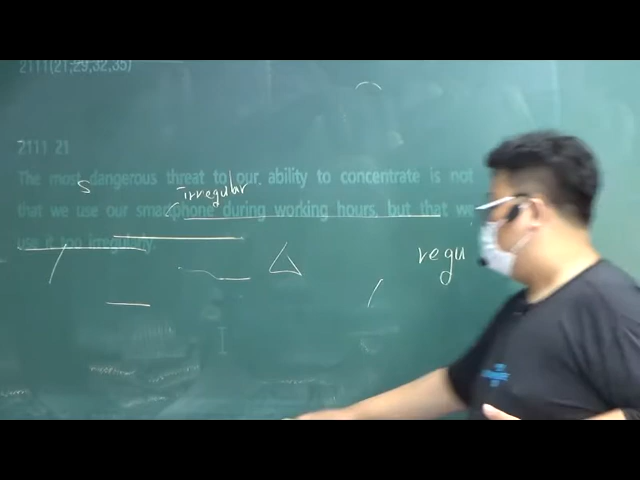 2111(21,29,32,35)
2111 21
The most dangerous threat to our ability to concentrate is not
S
irregular
that we use our smartphone during working hours, but that we
use it too irregularly.
regu